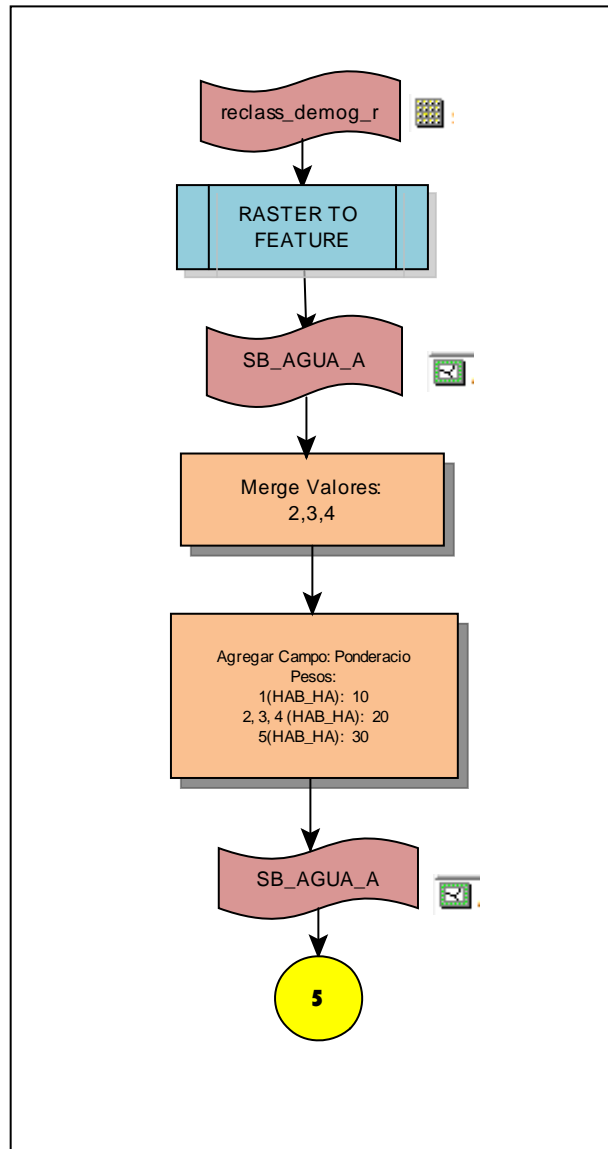 reclass_demog_r
RASTER TO
FEATURE
SB_AGUA_A
Merge Valores:
2,3,4
Agregar Campo: Ponderacio
Pesos:
1(HAB_HA): 10
2, 3, 4 (HAB_HA): 20
5(HAB_HA): 30
SB_AGUA_A
5